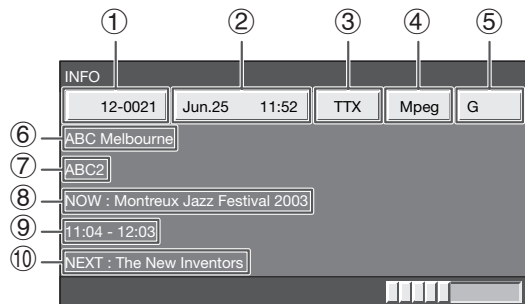 ① ② ③ ④ ⑤
INFO
12-0021 Jun.25 11:52 TTX Mpeg G
⑥ ABC Melbourne
⑦ ABC2
⑧ NOW : Montreux Jazz Festival 2003
⑨ 11:04 - 12:03
⑩ NEXT : The New Inventors